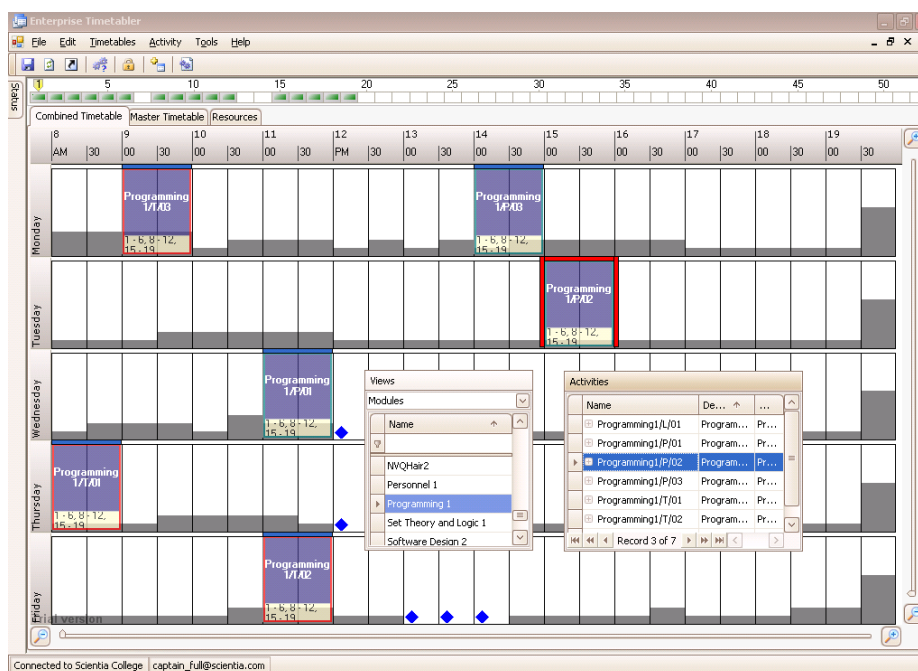 Enterprise Timetabler
File Edit Timetables Activity Tools Help
Status
1 5 10 15 20 25 30 35 40 45 50
Combined Timetable Master Timetable Resources
8 9 10 11 12 13 14 15 16 17 18 19
AM 30 00 30 00 30 00 30 PM 30 00 30 00 30 00 30 00 30 00 30 00 30 00 30
Monday
Programming
1/T/03
1 - 6, 8 - 12,
15 - 19
Programming
1/P/03
1 - 6, 8 - 12,
15 - 19
Tuesday
Programming
1/P/02
1 - 6, 8 - 12,
15 - 19
Wednesday
Programming
1/P/01
1 - 6, 8 - 12,
15 - 19
Thursday
Programming
1/T/01
1 - 6, 8 - 12,
15 - 19
Friday
Programming
1/T/02
1 - 6, 8 - 12,
15 - 19
Views
Modules
Name
NVQHair2
Personnel 1
Programming 1
Set Theory and Logic 1
Software Design 2
Activities
Name De... ...
Programming1/L/01 Program... Pr...
Programming1/P/01 Program... Pr...
Programming1/P/02 Program... Pr...
Programming1/P/03 Program... Pr...
Programming1/T/01 Program... Pr...
Programming1/T/02 Program... Pr...
Record 3 of 7
Trial version
Connected to Scientia College captain_full@scientia.com